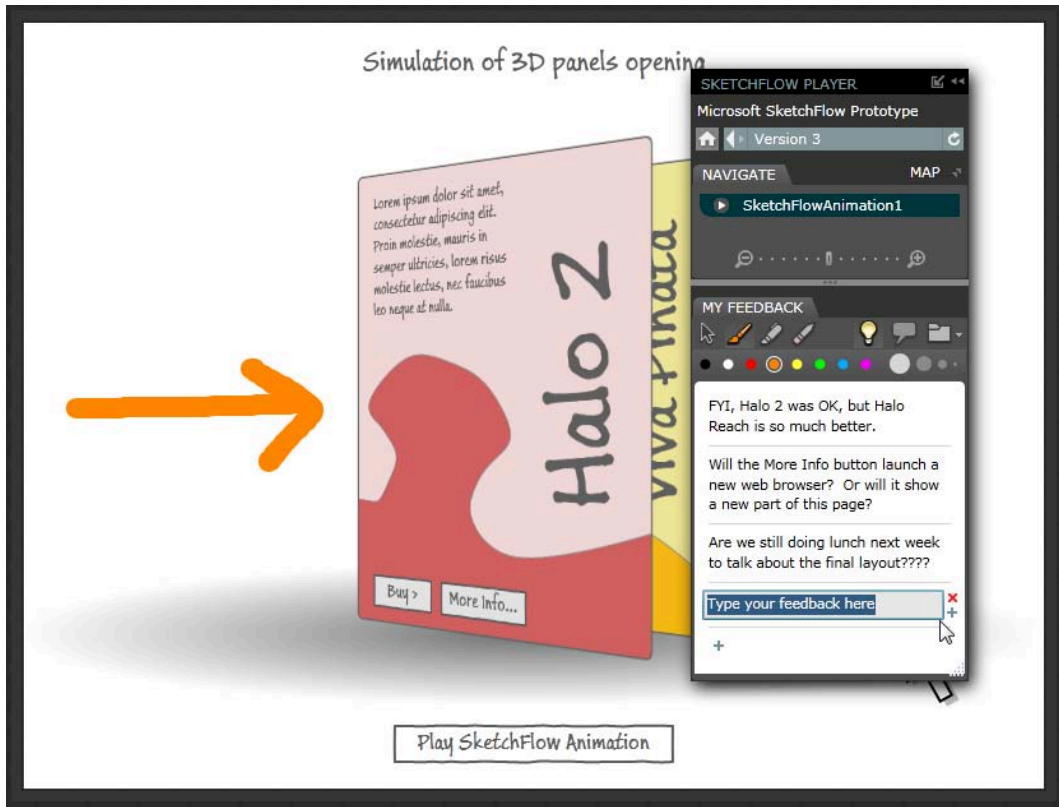 Simulation of 3D panels opening
Lorem ipsum dolor sit amet,
consectetur adipiscing elit.
Proin molestie, mauris in
semper ultricies, lorem risus
molestie lectus, nec faucibus
leo neque at nulla.
Halo 2
Viva Pinata
Buy >
More Info...
Play SketchFlow Animation
SKETCHFLOW PLAYER
Microsoft SketchFlow Prototype
Version 3
NAVIGATE
MAP
SketchFlowAnimation1
MY FEEDBACK
FYI, Halo 2 was OK, but Halo
Reach is so much better.
Will the More Info button launch a
new web browser?  Or will it show
a new part of this page?
Are we still doing lunch next week
to talk about the final layout????
Type your feedback here